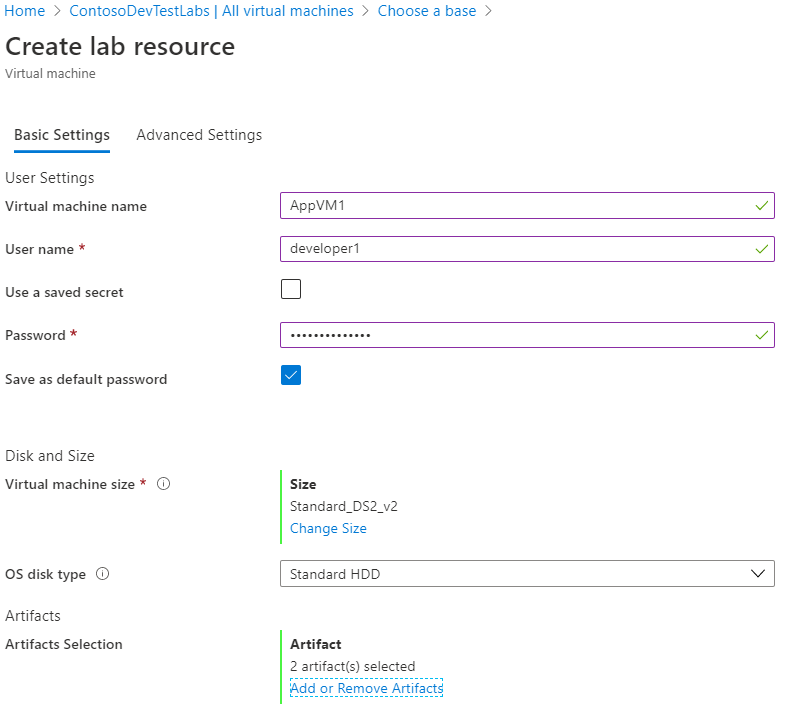 Home > ContosoDevTestLabs | All virtual machines > Choose a base >
Create lab resource
Virtual machine
Basic Settings Advanced Settings
User Settings
Virtual machine name AppVM1
User name * developer1
Use a saved secret
Password * ••••••••••••••
Save as default password
Disk and Size
Virtual machine size * Size
Standard_DS2_v2
Change Size
OS disk type Standard HDD
Artifacts
Artifacts Selection Artifact
2 artifact(s) selected
Add or Remove Artifacts